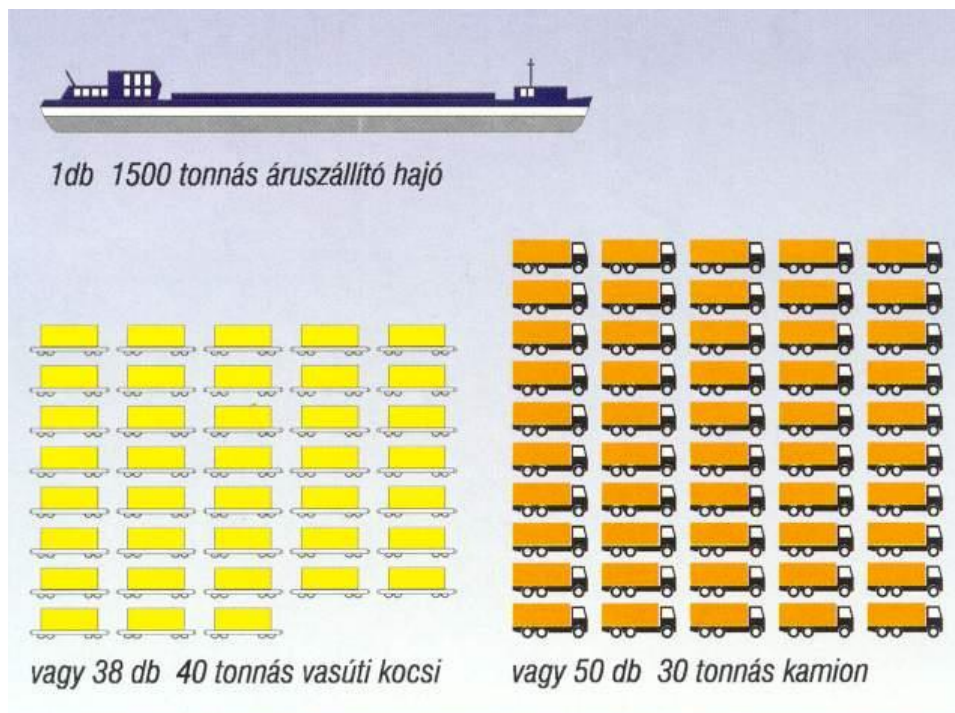 1db 1500 tonnás áruszállító hajó
vagy 38 db 40 tonnás vasúti kocsi
vagy 50 db 30 tonnás kamion